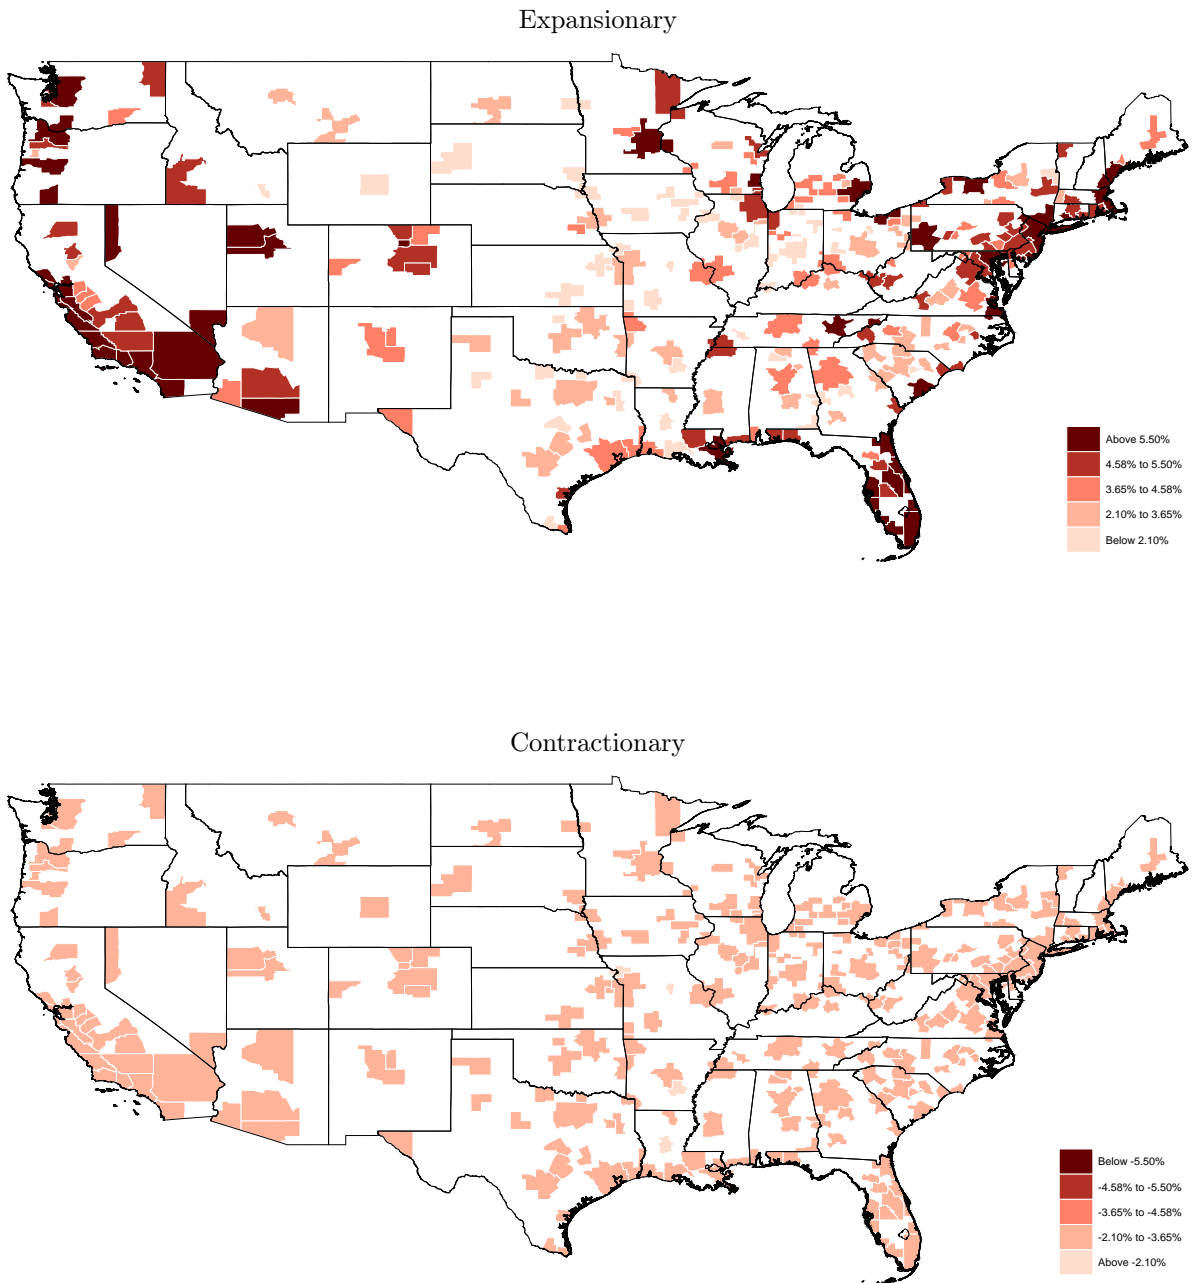 Expansionary
Above 5.50%
4.58% to 5.50%
3.65% to 4.58%
2.10% to 3.65%
Below 2.10%
Contractionary
Below -5.50%
-4.58% to -5.50%
-3.65% to -4.58%
-2.10% to -3.65%
Above -2.10%